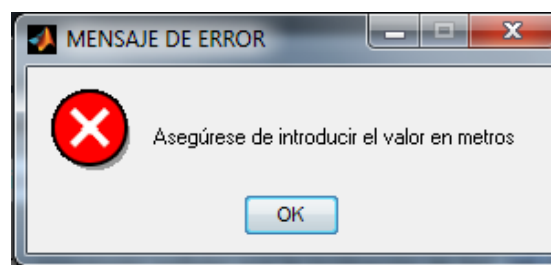 MENSAJE DE ERROR
Asegúrese de introducir el valor en metros
OK